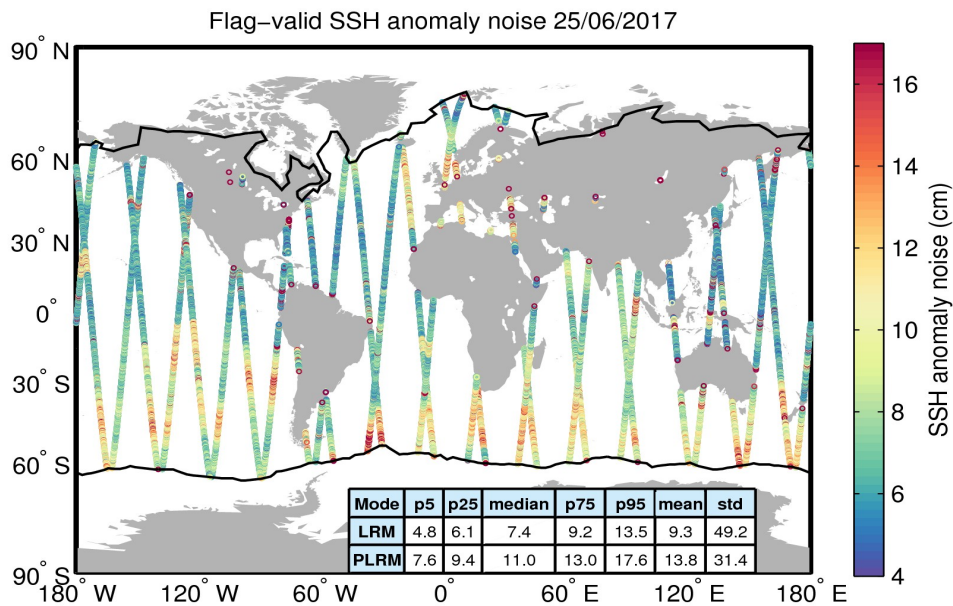 Flag−valid SSH anomaly noise 25/06/2017
90° N
60° N
30° N
0°
30° S
60° S
90° S
180° W
120° W
60° W
0°
60° E
120° E
180° E
Mode p5 p25 median p75 p95 mean std
LRM 4.8 6.1 7.4 9.2 13.5 9.3 49.2
PLRM 7.6 9.4 11.0 13.0 17.6 13.8 31.4
16
14
12
10
8
6
4
SSH anomaly noise (cm)